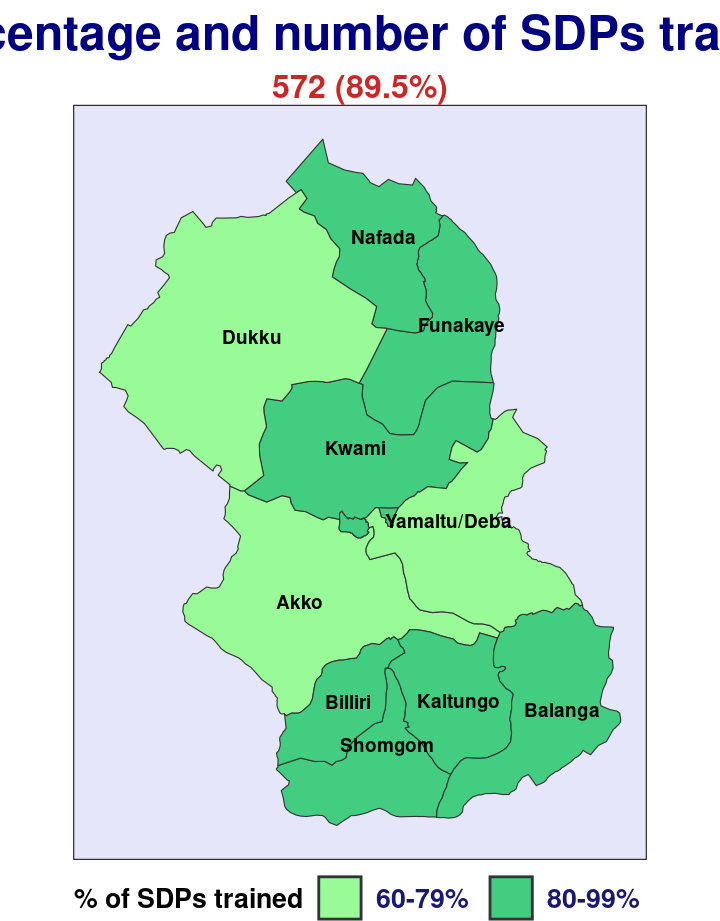 centage and number of SDPs tra
572 (89.5%)
Nafada
Funakaye
Dukku
Kwami
Yamaltu/Deba
Akko
Billiri
Kaltungo
Balanga
Shomgom
% of SDPs trained 60-79% 80-99%